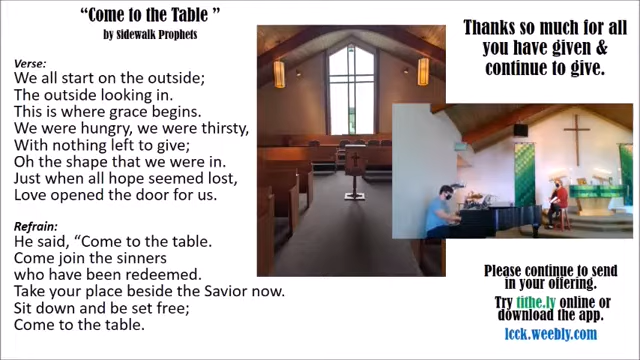 “Come to the Table ”
by Sidewalk Prophets
Verse:
We all start on the outside;
The outside looking in.
This is where grace begins.
We were hungry, we were thirsty,
With nothing left to give;
Oh the shape that we were in.
Just when all hope seemed lost,
Love opened the door for us.
Refrain:
He said, “Come to the table.
Come join the sinners
who have been redeemed.
Take your place beside the Savior now.
Sit down and be set free;
Come to the table.
Thanks so much for all
you have given &
continue to give.
Please continue to send
in your offering.
Try tithe.ly online or
download the app.
lcck.weebly.com